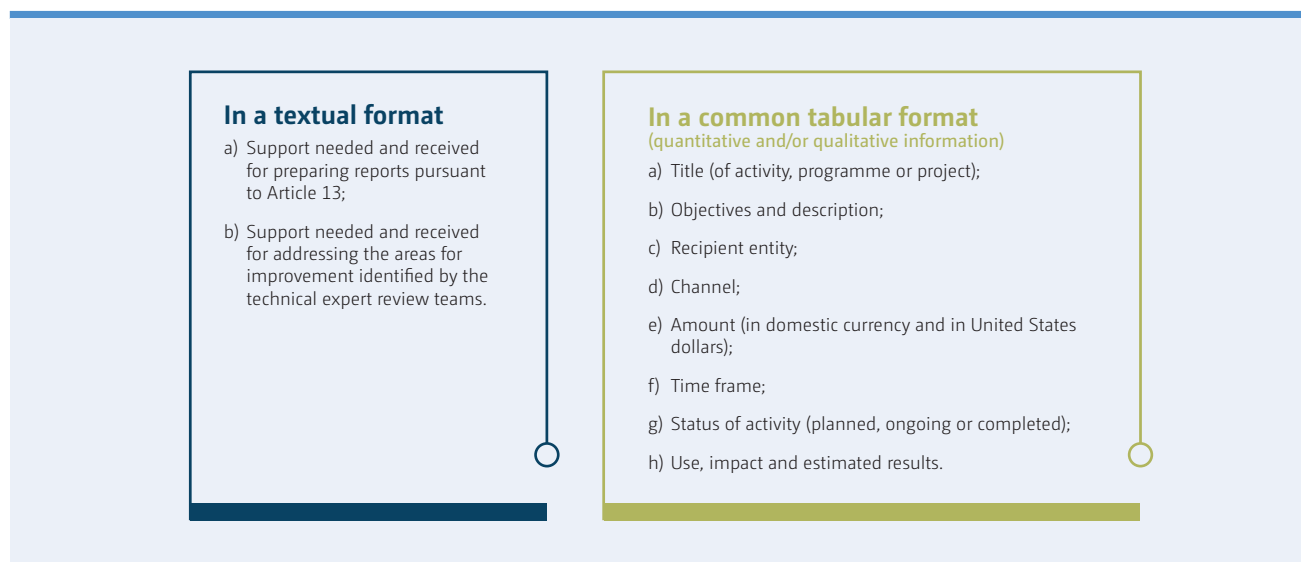 In a textual format
a) Support needed and received
for preparing reports pursuant
to Article 13;
b) Support needed and received
for addressing the areas for
improvement identified by the
technical expert review teams.
In a common tabular format
(quantitative and/or qualitative information)
a) Title (of activity, programme or project);
b) Objectives and description;
c) Recipient entity;
d) Channel;
e) Amount (in domestic currency and in United States
dollars);
f) Time frame;
g) Status of activity (planned, ongoing or completed);
h) Use, impact and estimated results.